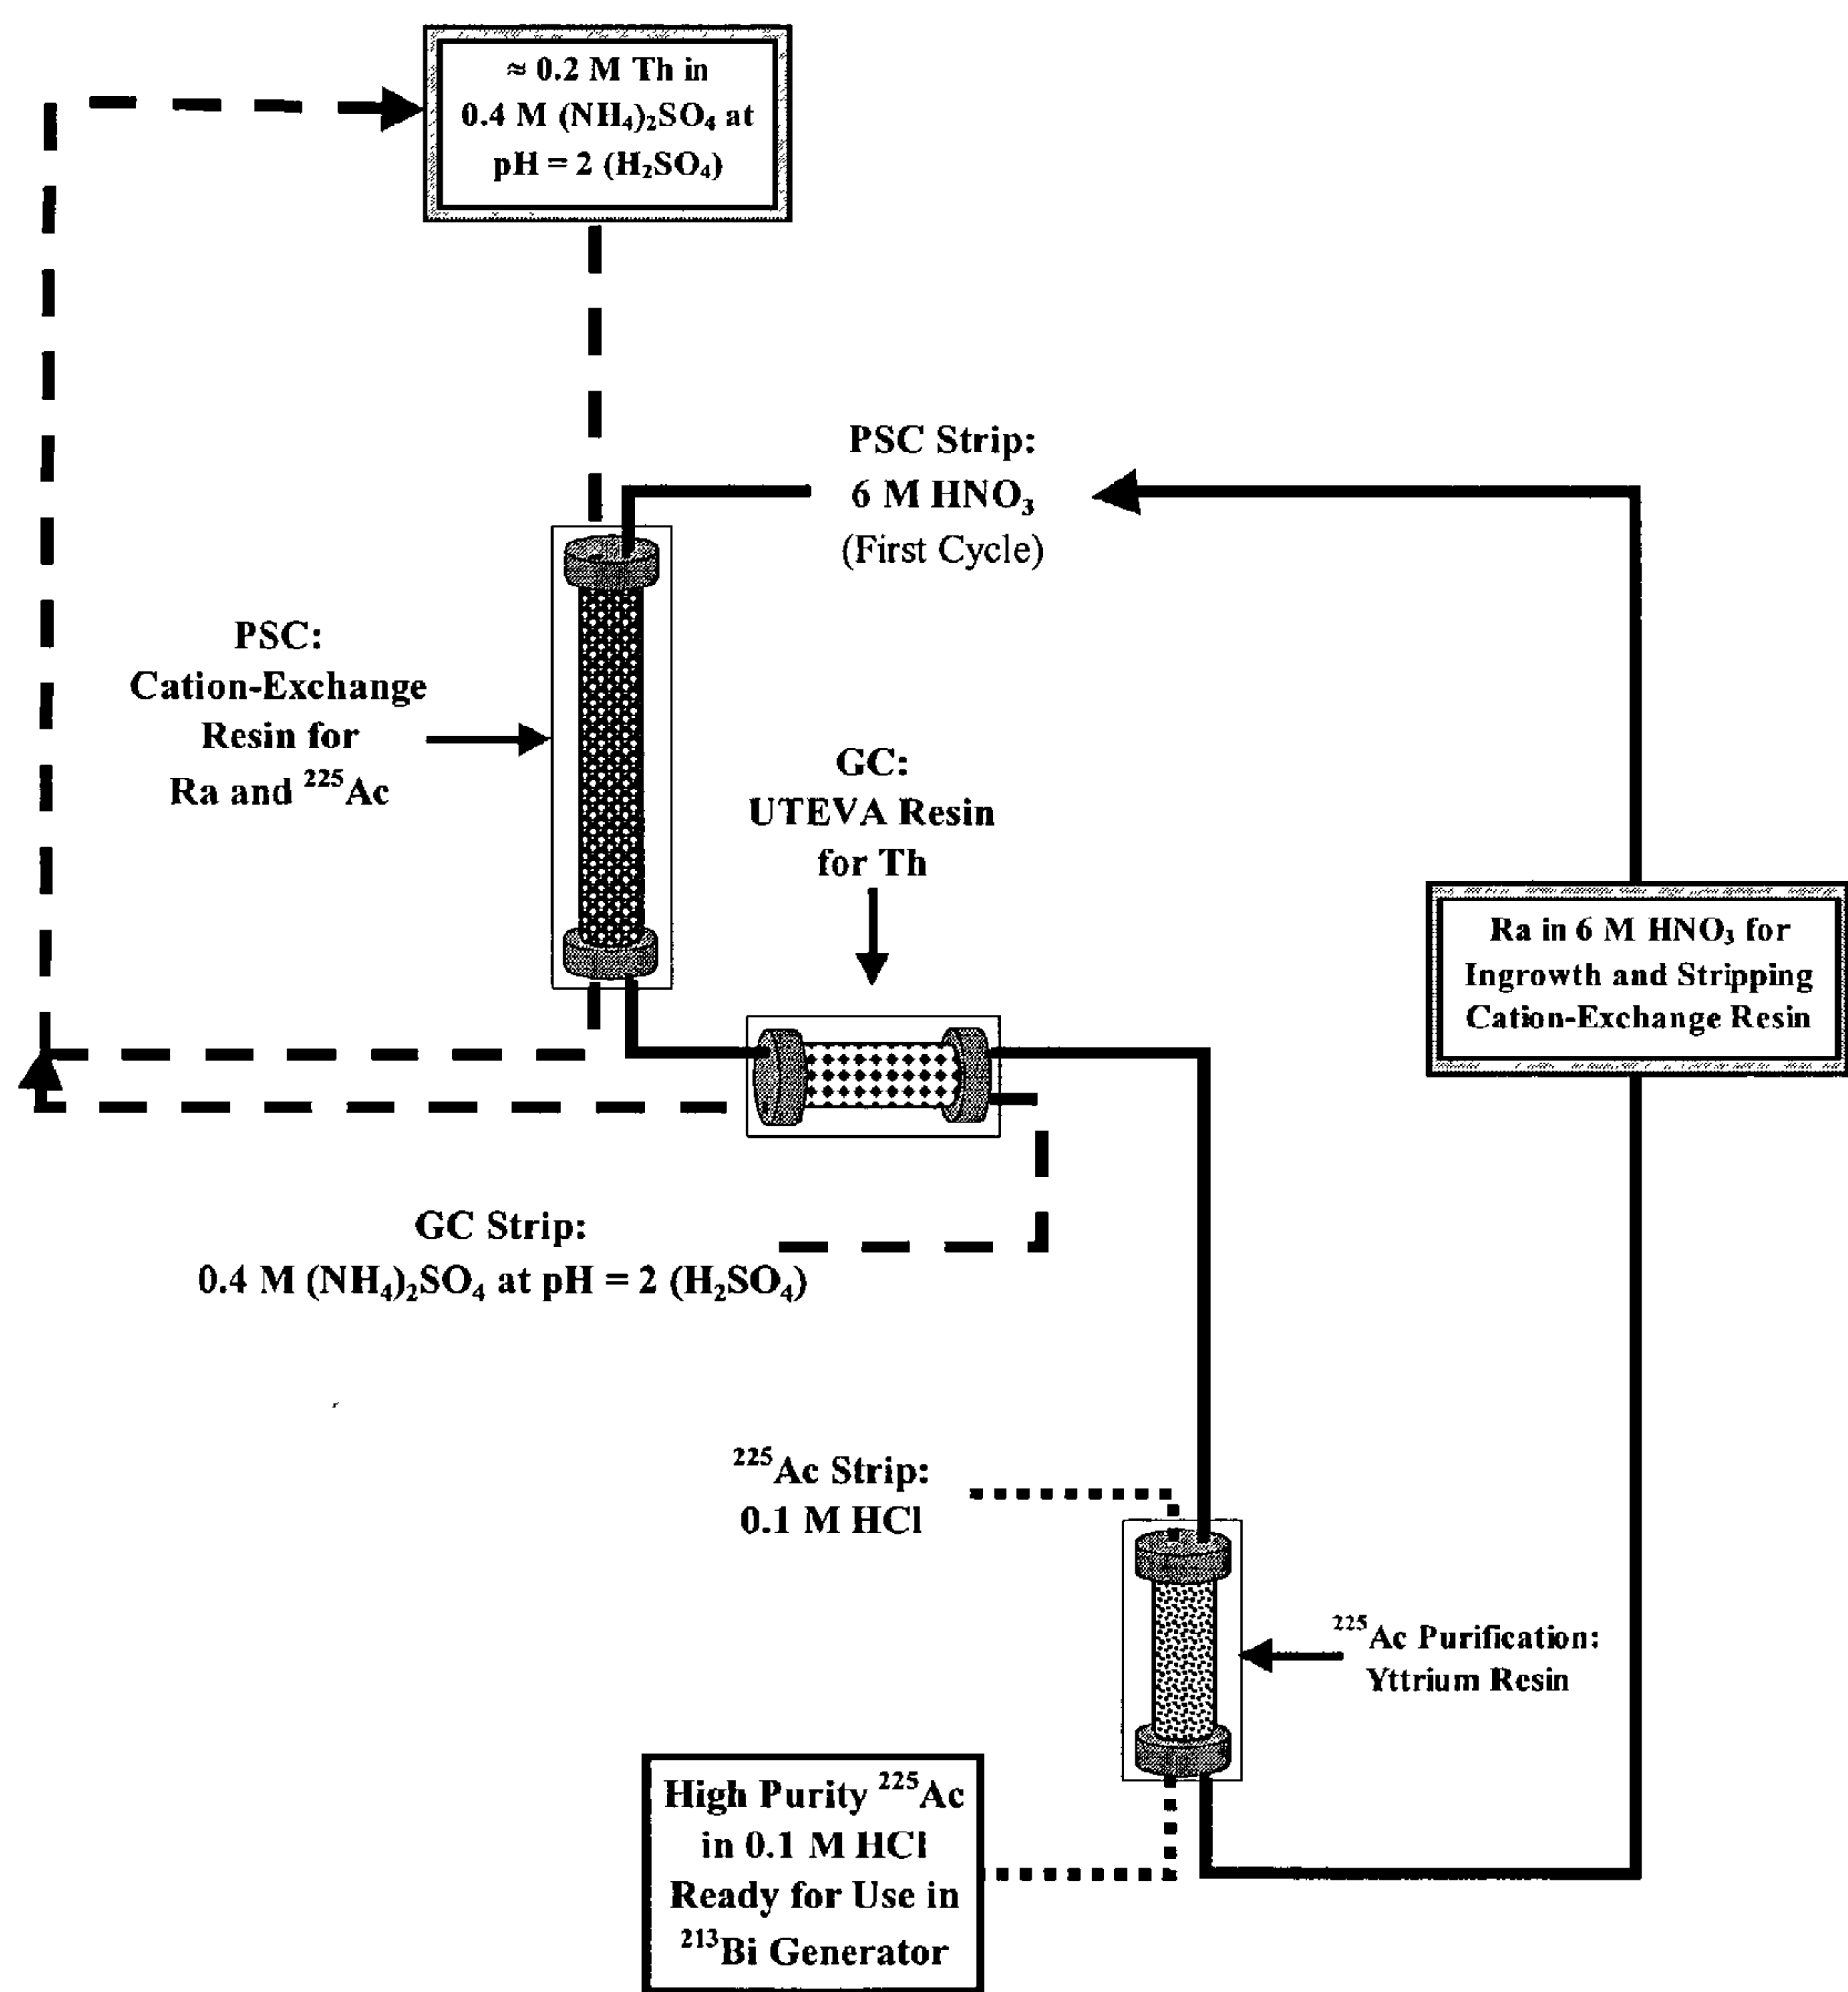 ≈ 0.2 M Th in
0.4 M (NH₄)₂SO₄ at
pH = 2 (H₂SO₄)
PSC Strip:
6 M HNO₃
(First Cycle)
PSC:
Cation-Exchange
Resin for
Ra and ²²⁵Ac
GC:
UTEVA Resin
for Th
Ra in 6 M HNO₃ for
Ingrowth and Stripping
Cation-Exchange Resin
GC Strip:
0.4 M (NH₄)₂SO₄ at pH = 2 (H₂SO₄)
²²⁵Ac Strip:
0.1 M HCl
²²⁵Ac Purification:
Yttrium Resin
High Purity ²²⁵Ac
in 0.1 M HCl
Ready for Use in
²¹³Bi Generator